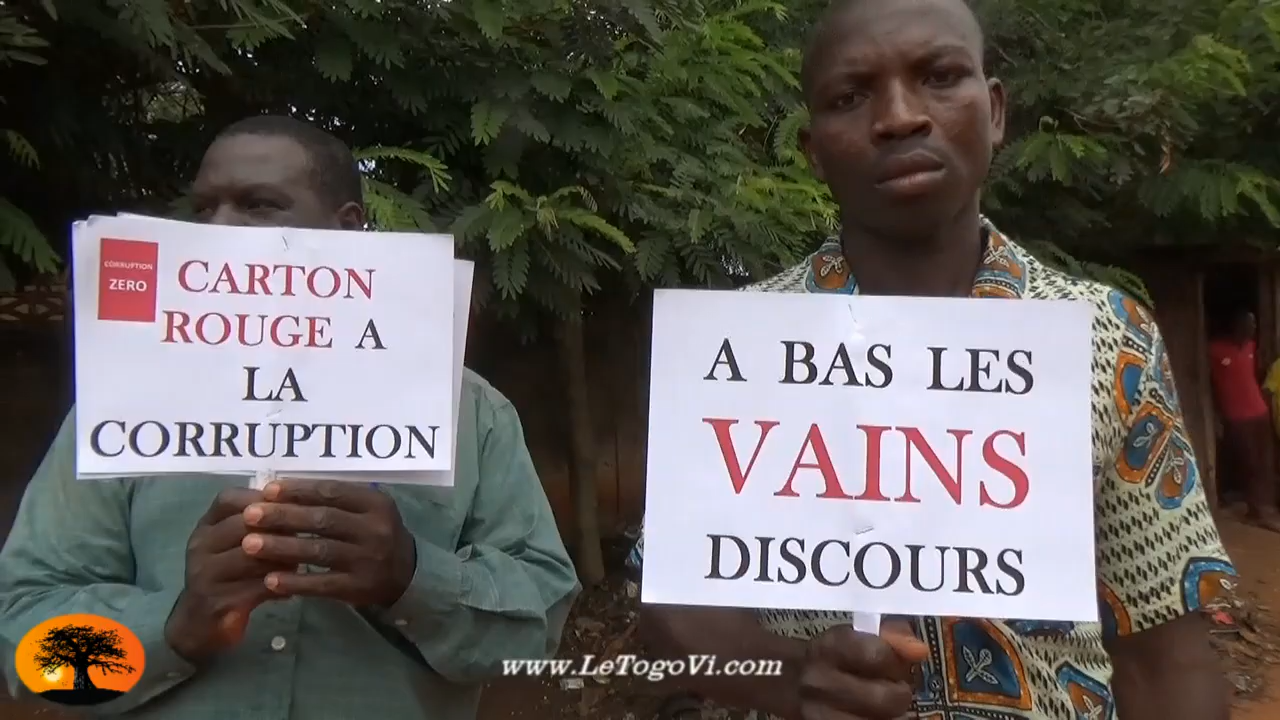 CORRUPTION
ZERO
CARTON
ROUGE A
LA
CORRUPTION
A BAS LES
VAINS
DISCOURS
www.LeTogoVi.com